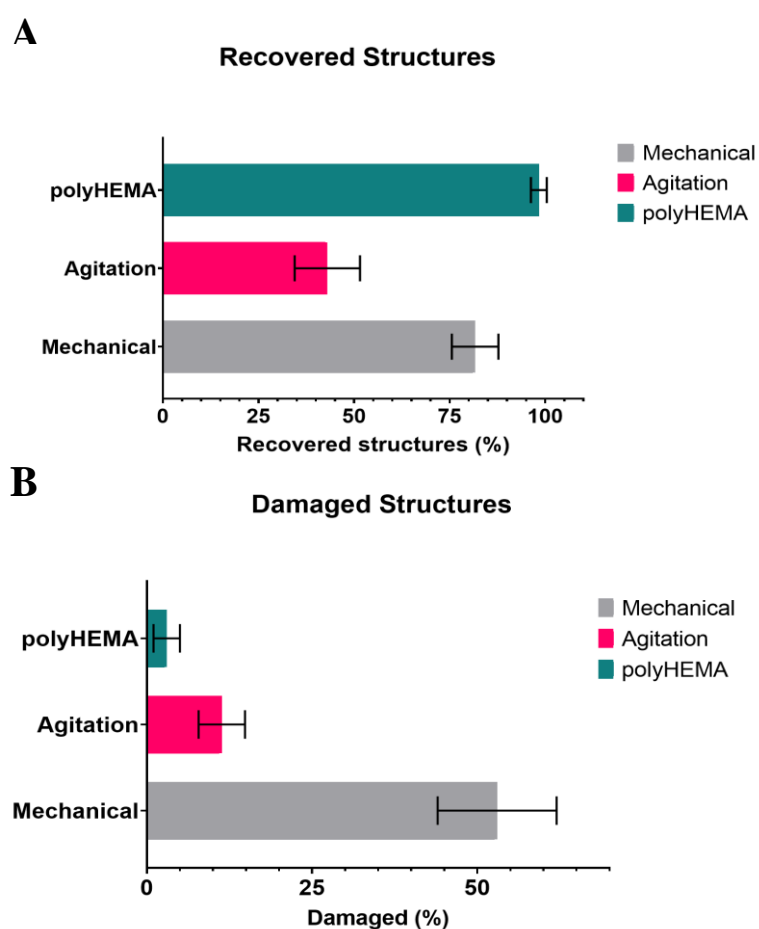 A
Recovered Structures
Mechanical
Agitation
polyHEMA
polyHEMA
Agitation
Mechanical
0 25 50 75 100
Recovered structures (%)
B
Damaged Structures
Mechanical
Agitation
polyHEMA
polyHEMA
Agitation
Mechanical
0 25 50
Damaged (%)